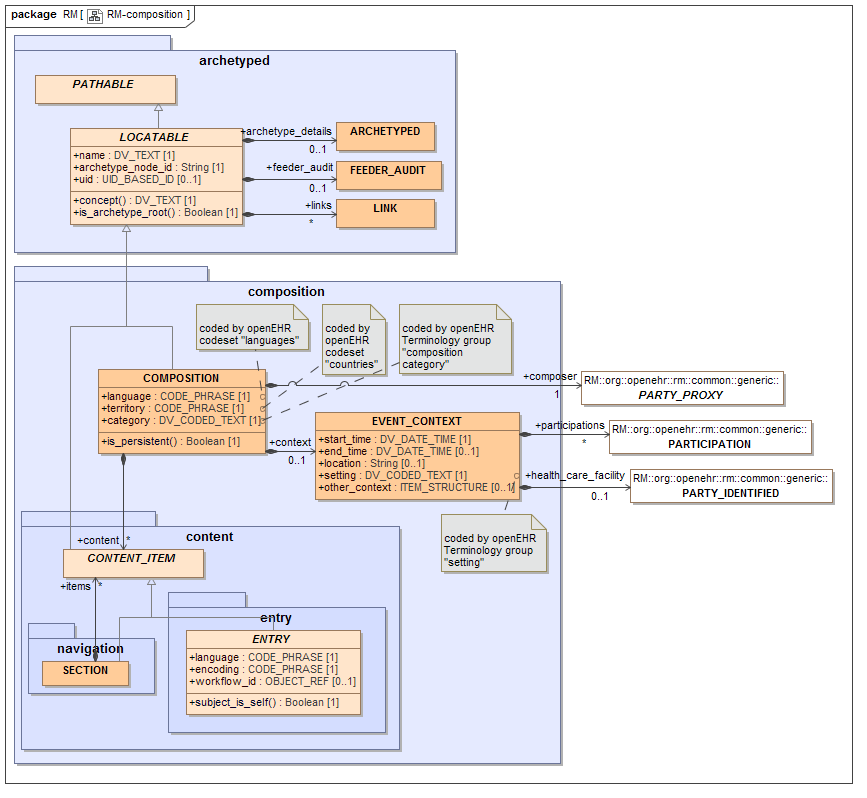 package RM [ RM-composition ]
archetyped
PATHABLE
LOCATABLE
+name : DV_TEXT [1]
+archetype_node_id : String [1]
+uid : UID_BASED_ID [0..1]
+concept() : DV_TEXT [1]
+is_archetype_root() : Boolean [1]
+archetype_details
0..1
ARCHETYPED
+feeder_audit
0..1
FEEDER_AUDIT
+links
*
LINK
composition
coded by openEHR
codeset "languages"
coded by
openEHR
codeset
"countries"
coded by openEHR
Terminology group
"composition
category"
COMPOSITION
+language : CODE_PHRASE [1]
+territory : CODE_PHRASE [1]
+category : DV_CODED_TEXT [1]
+is_persistent() : Boolean [1]
+composer
1
RM::org::openehr::rm::common::generic::
PARTY_PROXY
+context
0..1
EVENT_CONTEXT
+start_time : DV_DATE_TIME [1]
+end_time : DV_DATE_TIME [0..1]
+location : String [0..1]
+setting : DV_CODED_TEXT [1]
+other_context : ITEM_STRUCTURE [0..1]
+participations
*
RM::org::openehr::rm::common::generic::
PARTICIPATION
+health_care_facility
0..1
RM::org::openehr::rm::common::generic::
PARTY_IDENTIFIED
coded by openEHR
Terminology group
"setting"
content
+content *
CONTENT_ITEM
+items *
navigation
SECTION
entry
ENTRY
+language : CODE_PHRASE [1]
+encoding : CODE_PHRASE [1]
+workflow_id : OBJECT_REF [0..1]
+subject_is_self() : Boolean [1]